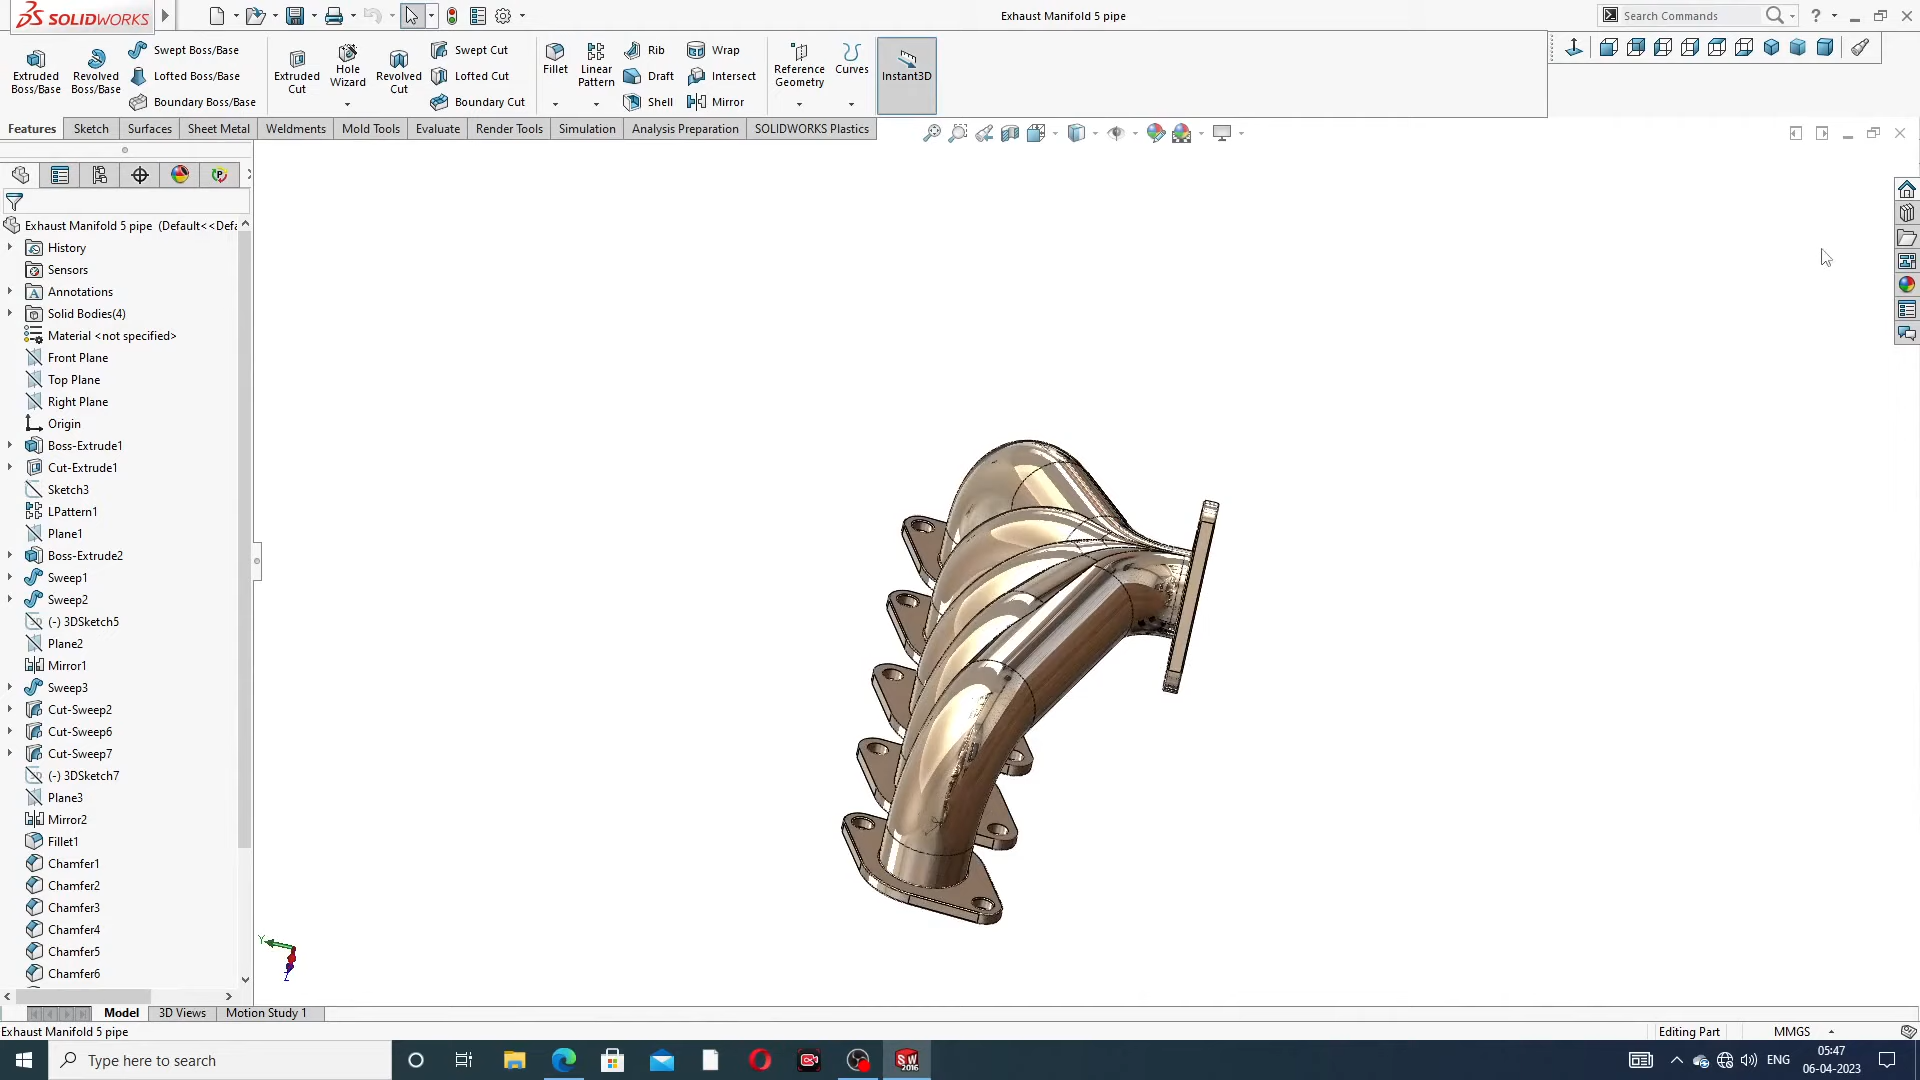 SOLIDWORKS
Exhaust Manifold 5 pipe
Search Commands
Extruded Boss/Base
Revolved Boss/Base
Swept Boss/Base
Lofted Boss/Base
Boundary Boss/Base
Extruded Cut
Hole Wizard
Revolved Cut
Swept Cut
Lofted Cut
Boundary Cut
Fillet
Linear Pattern
Rib
Draft
Shell
Wrap
Intersect
Mirror
Reference Geometry
Curves
Instant3D
Features Sketch Surfaces Sheet Metal Weldments Mold Tools Evaluate Render Tools Simulation Analysis Preparation SOLIDWORKS Plastics
Exhaust Manifold 5 pipe (Default<<Defa
History
Sensors
Annotations
Solid Bodies(4)
Material <not specified>
Front Plane
Top Plane
Right Plane
Origin
Boss-Extrude1
Cut-Extrude1
Sketch3
LPattern1
Plane1
Boss-Extrude2
Sweep1
Sweep2
(-) 3DSketch5
Plane2
Mirror1
Sweep3
Cut-Sweep2
Cut-Sweep6
Cut-Sweep7
(-) 3DSketch7
Plane3
Mirror2
Fillet1
Chamfer1
Chamfer2
Chamfer3
Chamfer4
Chamfer5
Chamfer6
Y
Z
Model 3D Views Motion Study 1
Exhaust Manifold 5 pipe
Editing Part
MMGS
Type here to search
SW
2016
ENG
05:47
06-04-2023